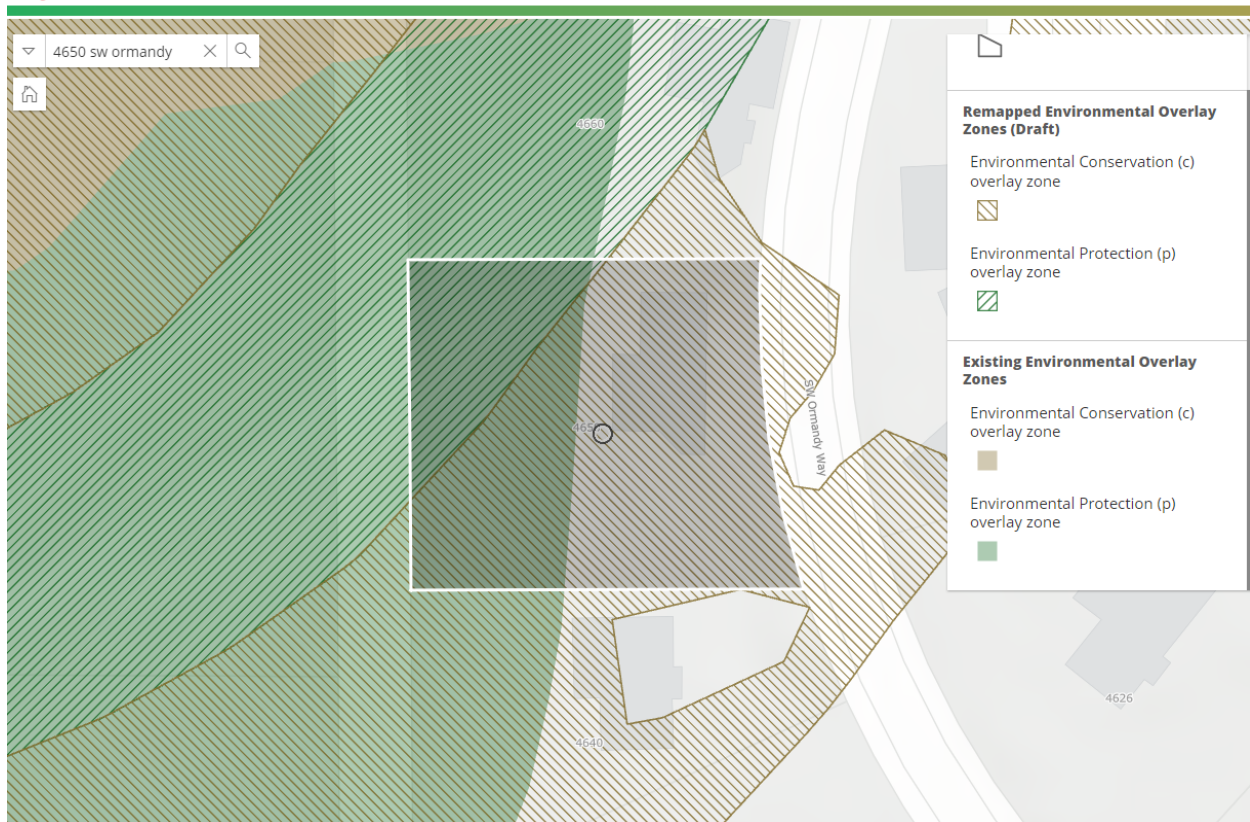 4650 sw ormandy
4660
4650
SW Ormandy Way
4640
4626
Remapped Environmental Overlay
Zones (Draft)
Environmental Conservation (c)
overlay zone
Environmental Protection (p)
overlay zone
Existing Environmental Overlay
Zones
Environmental Conservation (c)
overlay zone
Environmental Protection (p)
overlay zone